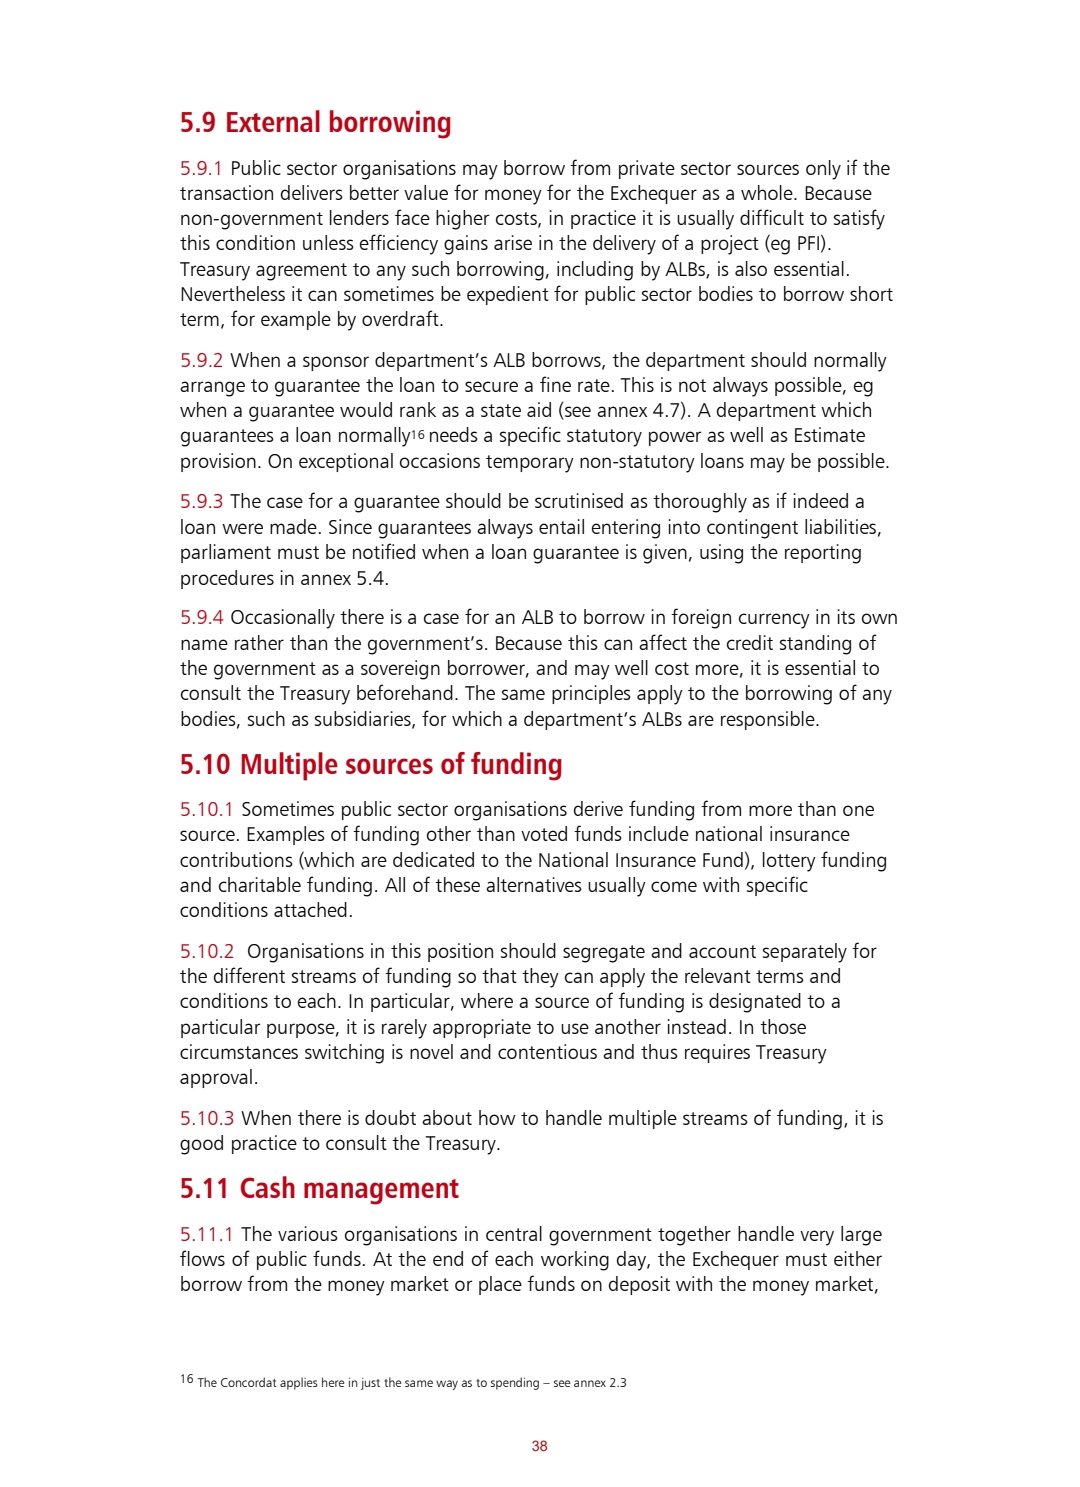 5.9 External borrowing
5.9.1 Public sector organisations may borrow from private sector sources only if the
transaction delivers better value for money for the Exchequer as a whole. Because
non-government lenders face higher costs, in practice it is usually difficult to satisfy
this condition unless efficiency gains arise in the delivery of a project (eg PFI).
Treasury agreement to any such borrowing, including by ALBs, is also essential.
Nevertheless it can sometimes be expedient for public sector bodies to borrow short
term, for example by overdraft.
5.9.2 When a sponsor department’s ALB borrows, the department should normally
arrange to guarantee the loan to secure a fine rate. This is not always possible, eg
when a guarantee would rank as a state aid (see annex 4.7). A department which
guarantees a loan normally16 needs a specific statutory power as well as Estimate
provision. On exceptional occasions temporary non-statutory loans may be possible.
5.9.3 The case for a guarantee should be scrutinised as thoroughly as if indeed a
loan were made. Since guarantees always entail entering into contingent liabilities,
parliament must be notified when a loan guarantee is given, using the reporting
procedures in annex 5.4.
5.9.4 Occasionally there is a case for an ALB to borrow in foreign currency in its own
name rather than the government’s. Because this can affect the credit standing of
the government as a sovereign borrower, and may well cost more, it is essential to
consult the Treasury beforehand. The same principles apply to the borrowing of any
bodies, such as subsidiaries, for which a department’s ALBs are responsible.
5.10 Multiple sources of funding
5.10.1 Sometimes public sector organisations derive funding from more than one
source. Examples of funding other than voted funds include national insurance
contributions (which are dedicated to the National Insurance Fund), lottery funding
and charitable funding. All of these alternatives usually come with specific
conditions attached.
5.10.2 Organisations in this position should segregate and account separately for
the different streams of funding so that they can apply the relevant terms and
conditions to each. In particular, where a source of funding is designated to a
particular purpose, it is rarely appropriate to use another instead. In those
circumstances switching is novel and contentious and thus requires Treasury
approval.
5.10.3 When there is doubt about how to handle multiple streams of funding, it is
good practice to consult the Treasury.
5.11 Cash management
5.11.1 The various organisations in central government together handle very large
flows of public funds. At the end of each working day, the Exchequer must either
borrow from the money market or place funds on deposit with the money market,
16 The Concordat applies here in just the same way as to spending – see annex 2.3
38